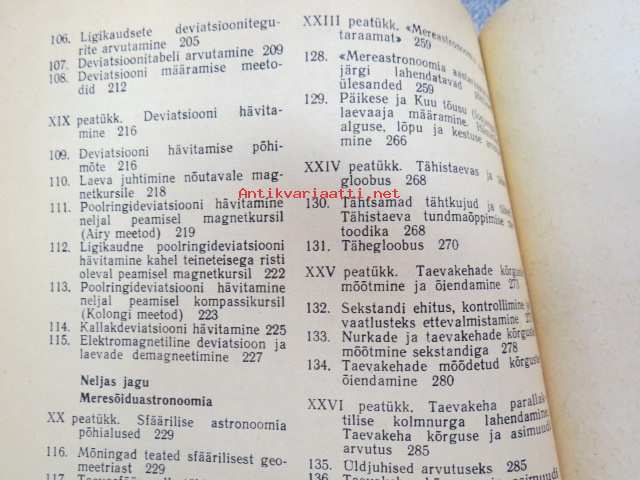 106. Ligikaudsete deviatsioonitegu-
rite arvutamine 205
107. Deviatsioonitabeli arvutamine 209
108. Deviatsiooni määramise meeto-
did 212
XIX peatükk. Deviatsiooni hävita-
mine 216
109. Deviatsiooni hävitamise põhi-
mõte 216
110. Laeva juhtimine nõutavale mag-
netkursile 218
111. Poolringideviatsiooni hävitamine
neljal peamisel magnetkursil
(Airy meetod) 219
112. Ligikaudne poolringideviatsiooni
hävitamine kahel teineteisega risti
oleval peamisel magnetkursil 222
113. Poolringideviatsiooni hävitamine
neljal peamisel kompassikursil
(Kolongi meetod) 223
114. Kallakdeviatsiooni hävitamine 225
115. Elektromagnetiline deviatsioon ja
laevade demagneetimine 227
Neljas jagu
Meresõiduastronoomia
XX peatükk. Sfäärilise astronoomia
põhialused 229
116. Mõningad teated sfäärilisest geo-
meetriast 229
117
XXIII peatükk. «Mereastronoomia
taraamat» 259
128. «Mereastronoomia
järgi lahendatavad
ülesanded 259
129. Päikese ja Kuu tõusu
laevaaja määramine.
alguse, lõpu ja kestuse
mine 266
XXIV peatükk. Tähistaevas ja
gloobus 268
130. Tähtsamad tähtkujud ja
Tähistaeva tundmaõppimise
toodika 268
131. Tähegloobus 270
XXV peatükk. Taevakehade kõrguse
mõõtmine ja õiendamine
132. Sekstandi ehitus, kontrollimine
vaatlusteks ettevalmistamine
133. Nurkade ja taevakehade kõrguse
mõõtmine sekstandiga 278
134. Taevakehade mõõdetud kõrguse
õiendamine 280
XXVI peatükk. Taevakeha parallak-
tilise kolmnurga lahendamine.
Taevakeha kõrguse ja asimuudi
arvutus 285
135. Üldjuhised arvutuseks 285
136
Antikvariaatti.net